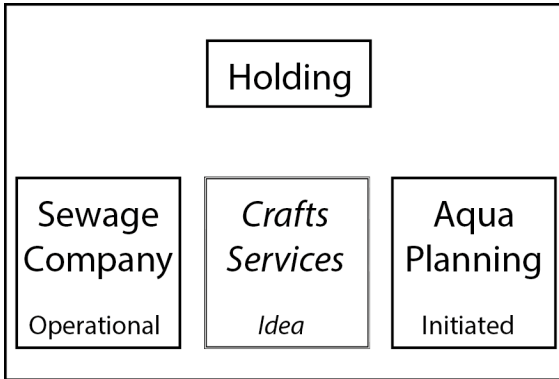 Holding
Sewage
Company
Operational
Crafts
Services
Idea
Aqua
Planning
Initiated